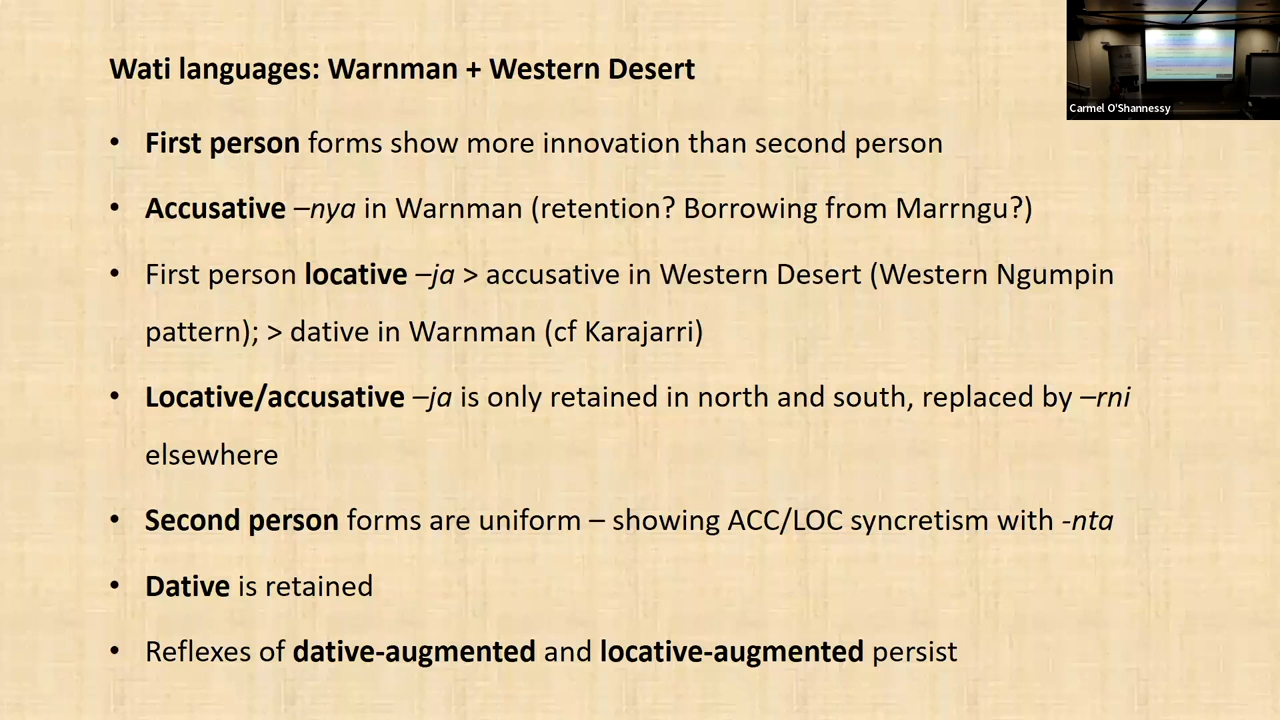 Wati languages: Warnman + Western Desert
• First person forms show more innovation than second person
• Accusative –nya in Warnman (retention? Borrowing from Marrngu?)
• First person locative –ja > accusative in Western Desert (Western Ngumpin
pattern); > dative in Warnman (cf Karajarri)
• Locative/accusative –ja is only retained in north and south, replaced by –rni
elsewhere
• Second person forms are uniform – showing ACC/LOC syncretism with -nta
• Dative is retained
• Reflexes of dative-augmented and locative-augmented persist
Carmel O'Shannessy